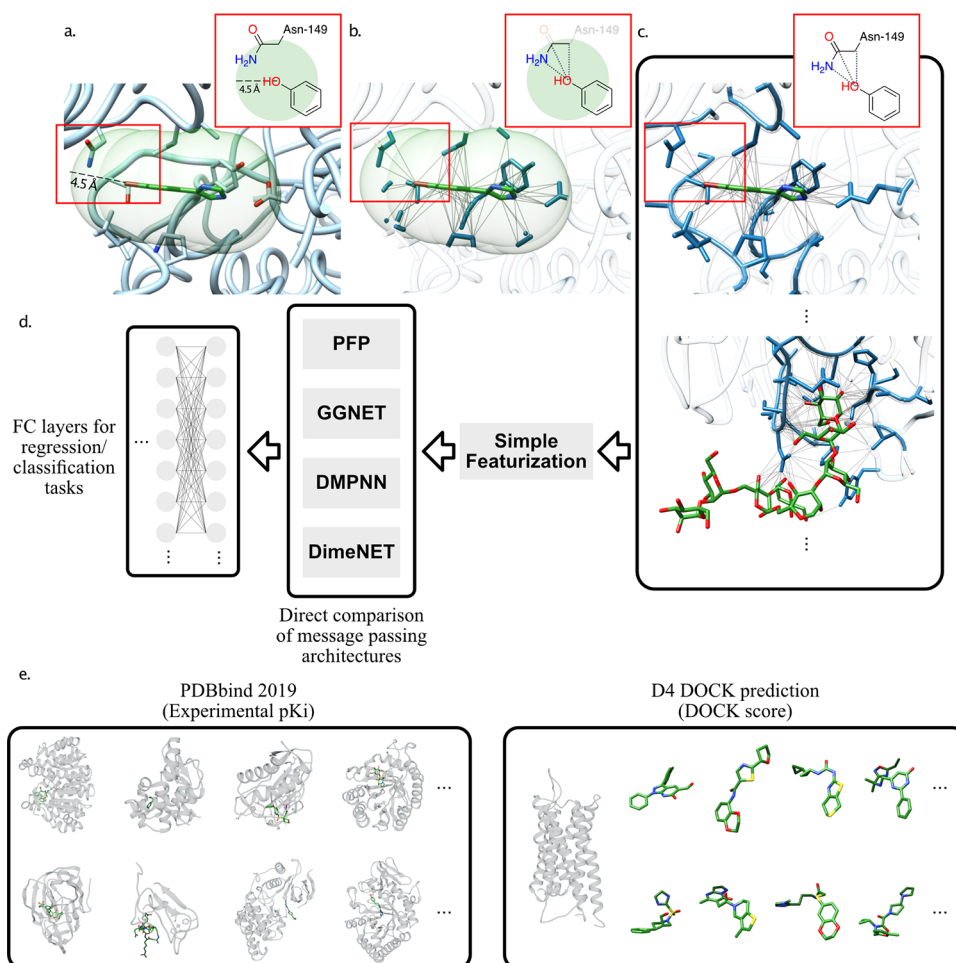 a.
Asn-149
O
H₂N
HO
4.5 Å
4.5 Å
b.
Asn-149
O
H₂N
HO
c.
Asn-149
O
H₂N
HO
⋮
⋮
d.
FC layers for
regression/
classification
tasks
...
⋮ ⋮
PFP
GGNET
DMPNN
DimeNET
Direct comparison
of message passing
architectures
Simple
Featurization
e.
PDBbind 2019
(Experimental pKi)
...
...
D4 DOCK prediction
(DOCK score)
...
...